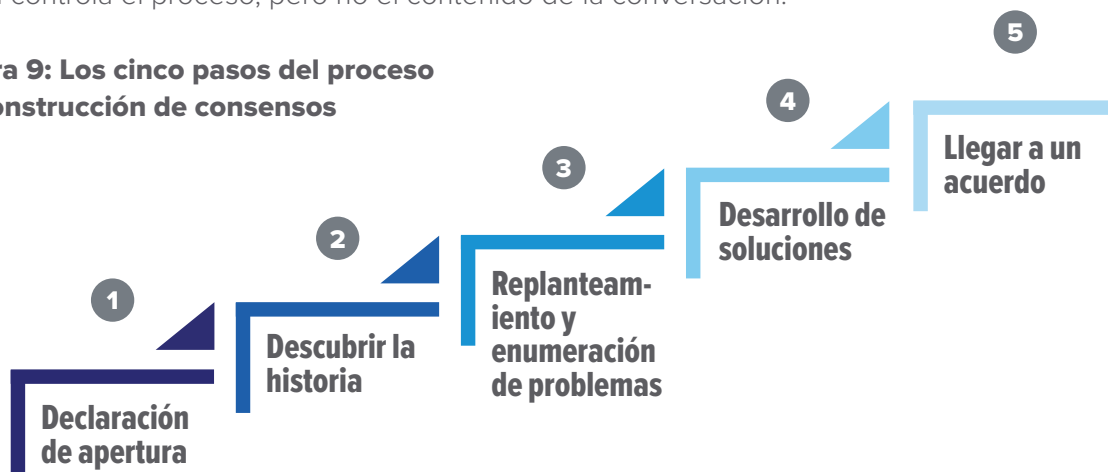 controla el proceso, pero no el contenido de la conversación.
9: Los cinco pasos del proceso
de consensos
1
Declaración
de apertura
2
Descubrir la
historia
3
Replanteam-
iento y
enumeración
de problemas
4
Desarrollo de
soluciones
5
Llegar a un
acuerdo